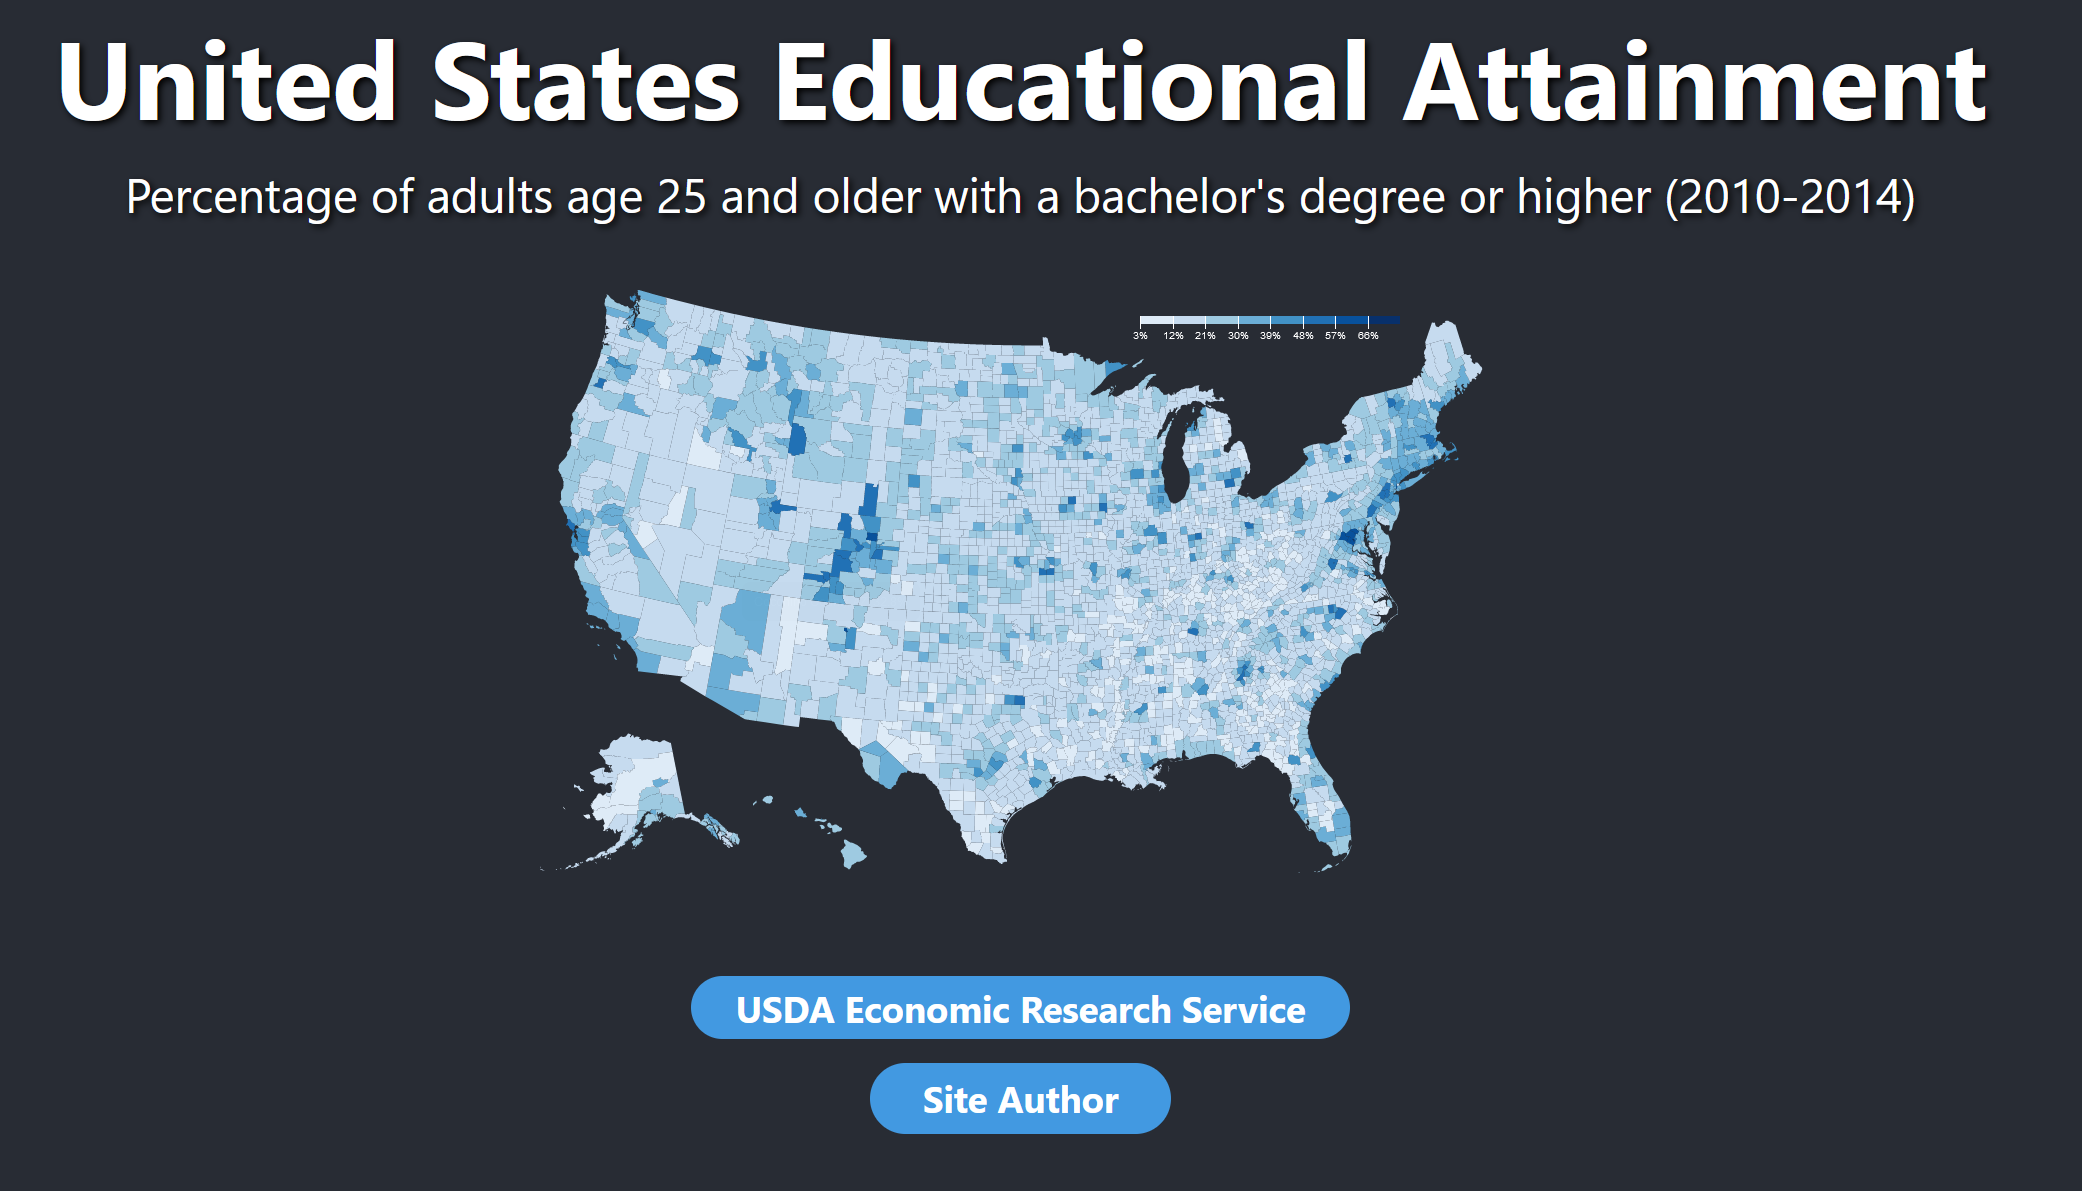 United States Educational Attainment
Percentage of adults age 25 and older with a bachelor's degree or higher (2010-2014)
3% 12% 21% 30% 39% 48% 57% 66%
USDA Economic Research Service
Site Author